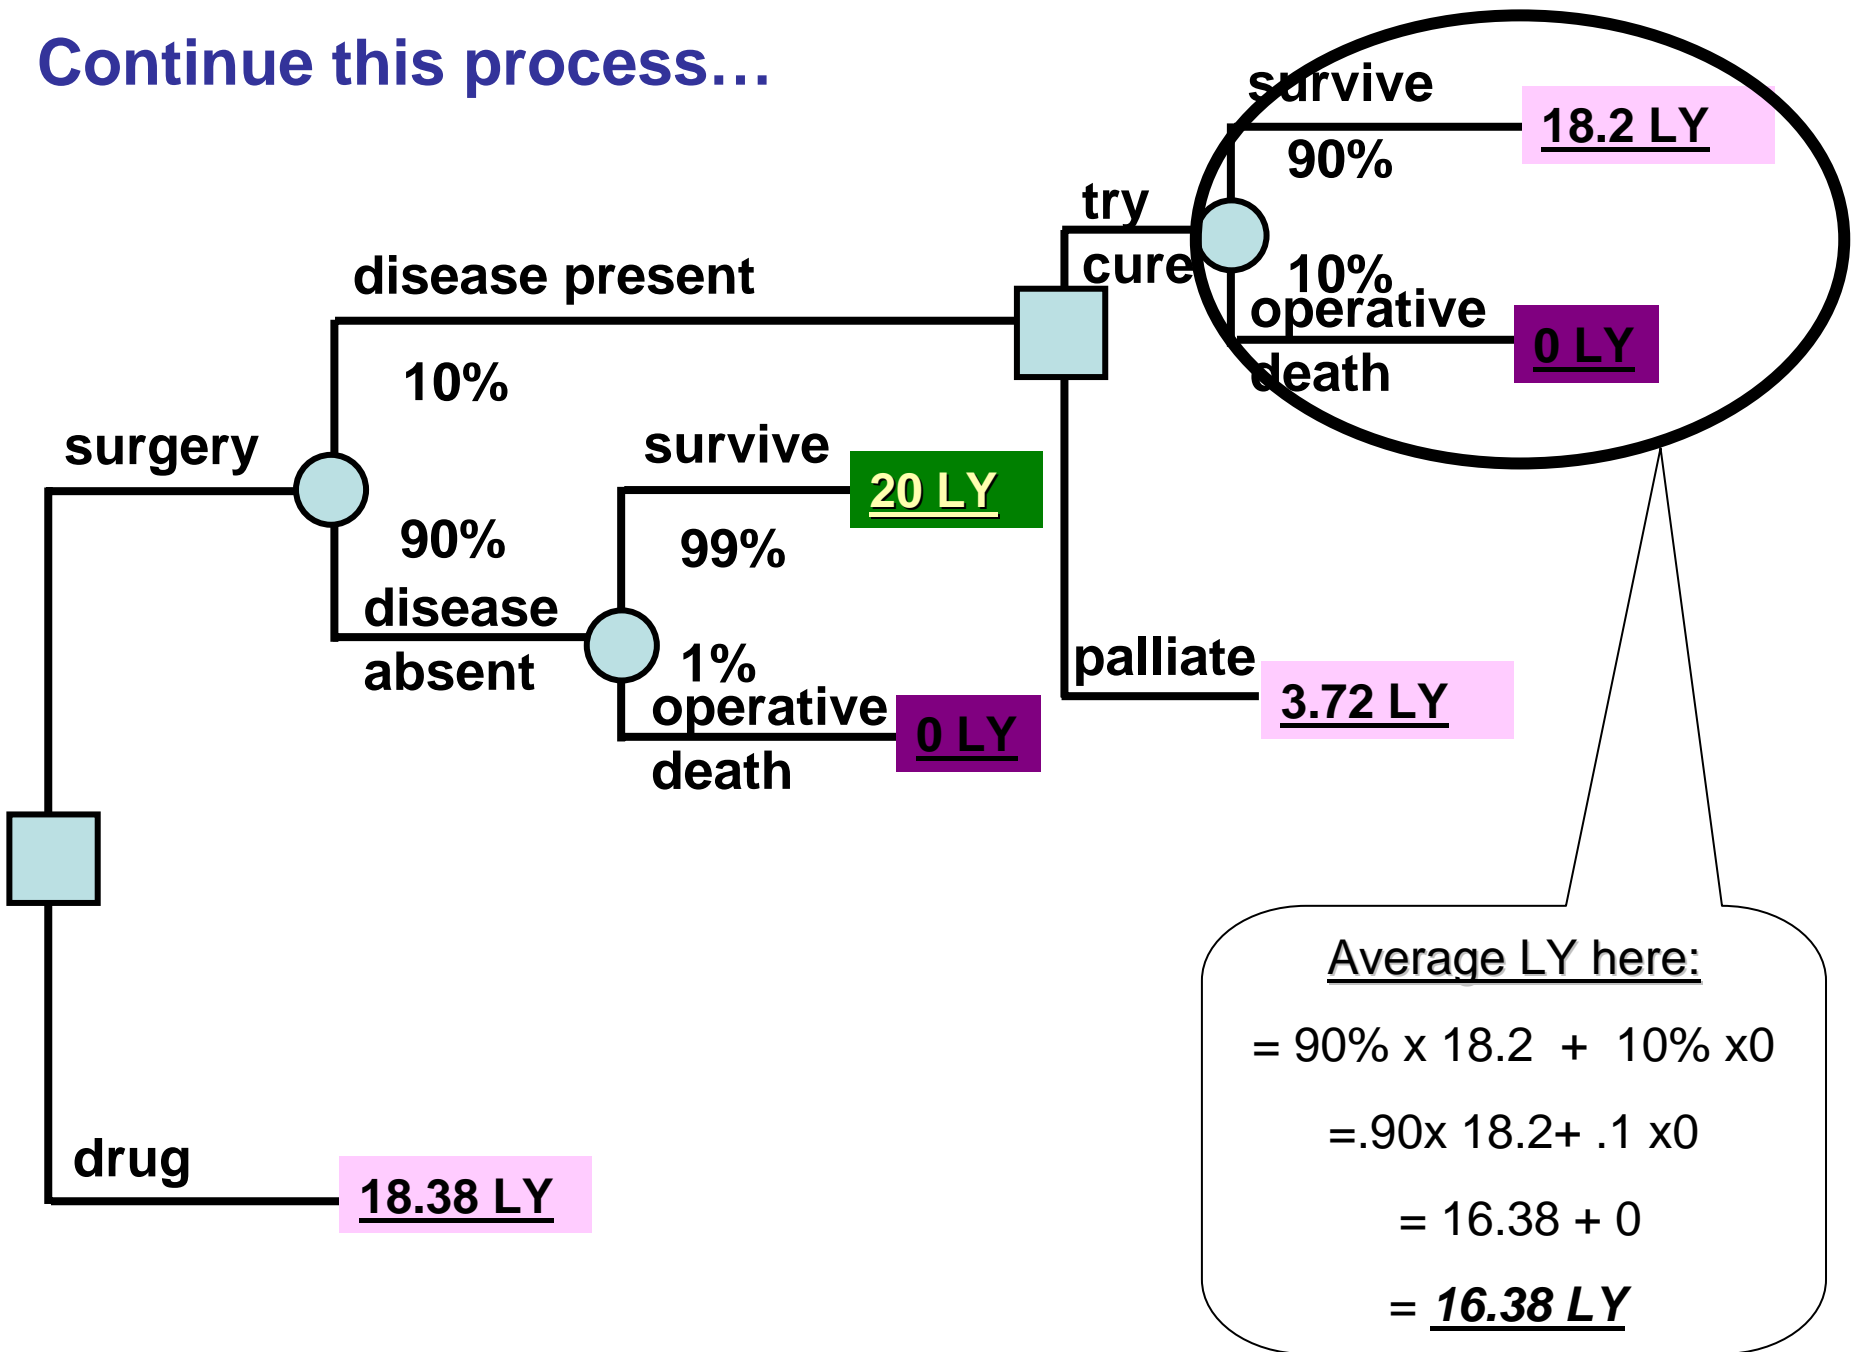 Continue this process…
survive
18.2 LY
90%
try
cure
10%
operative
death
0 LY
disease present
10%
surgery
survive
20 LY
90%
99%
disease
absent
1%
operative
death
0 LY
palliate
3.72 LY
drug
18.38 LY
Average LY here:
= 90% x 18.2 + 10% x0
=.90x 18.2+ .1 x0
= 16.38 + 0
= 16.38 LY